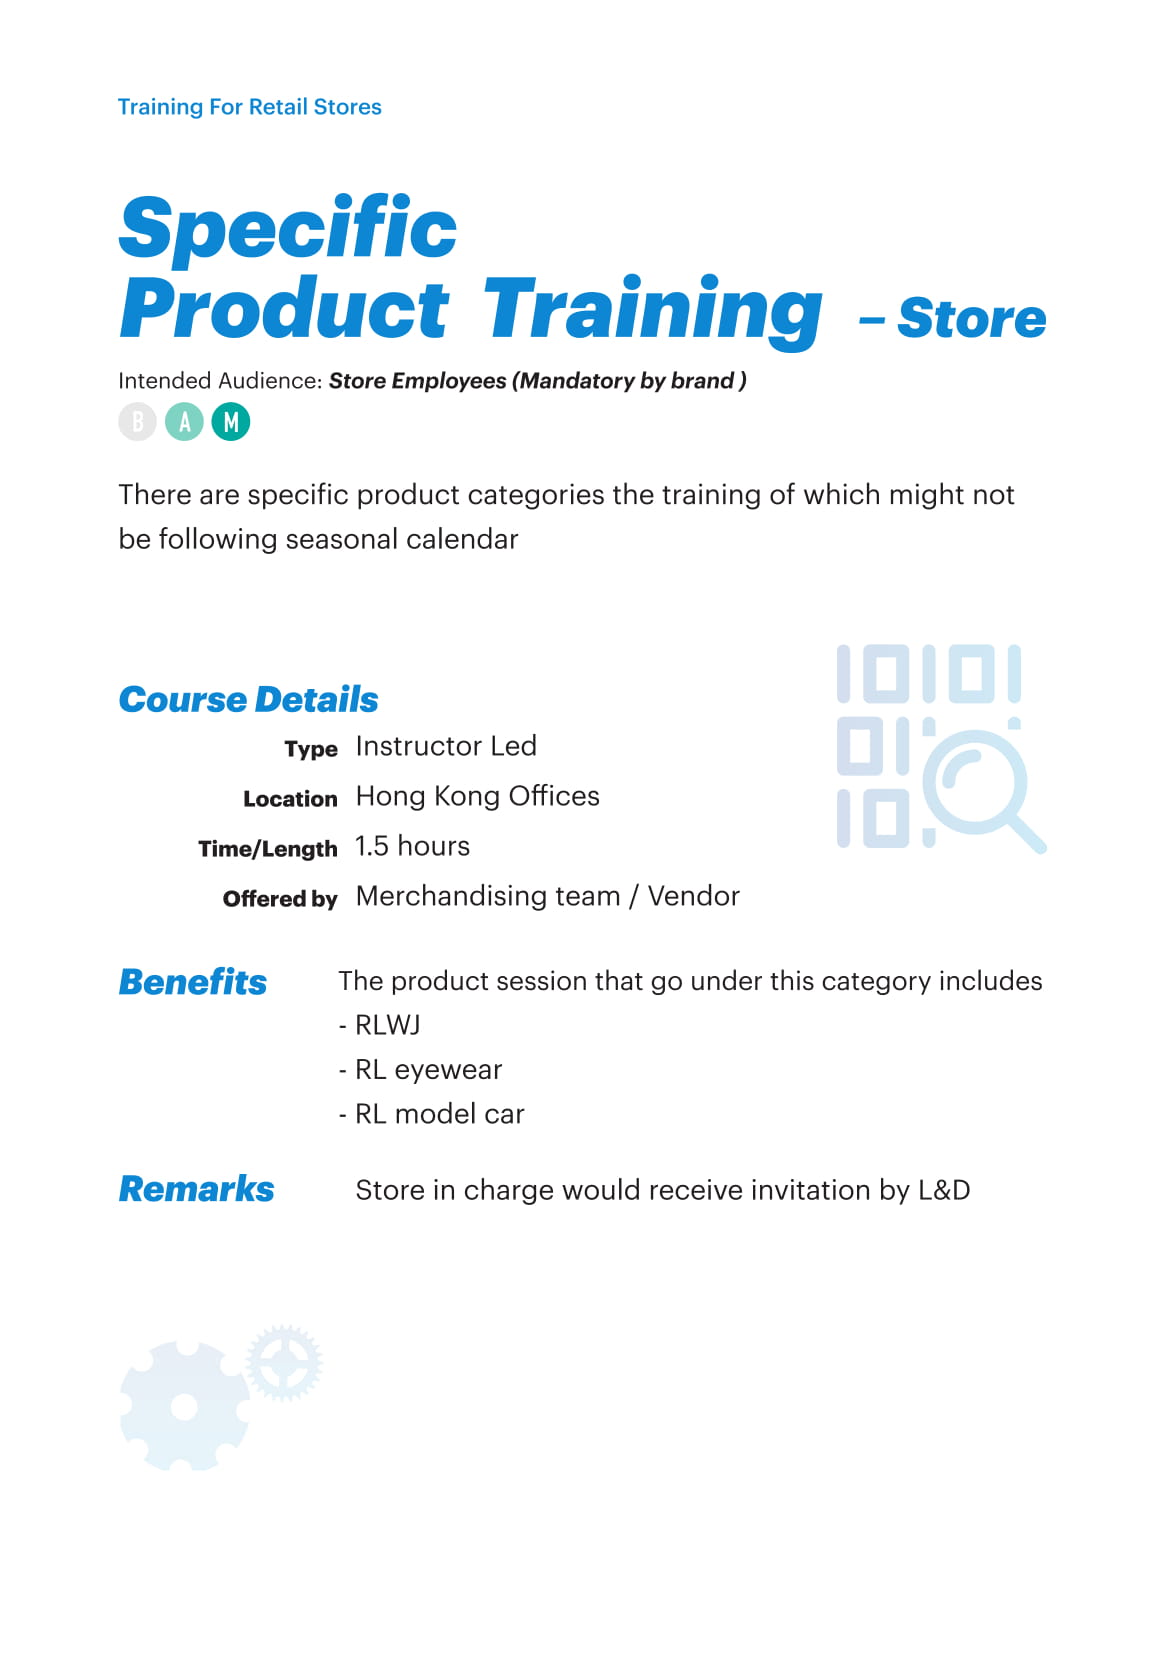 Training For Retail Stores
Specific
Product Training – Store
Intended Audience: Store Employees (Mandatory by brand )
B A M
There are specific product categories the training of which might not
be following seasonal calendar
Course Details
Type Instructor Led
Location Hong Kong Offices
Time/Length 1.5 hours
Offered by Merchandising team / Vendor
Benefits The product session that go under this category includes
- RLWJ
- RL eyewear
- RL model car
Remarks Store in charge would receive invitation by L&D